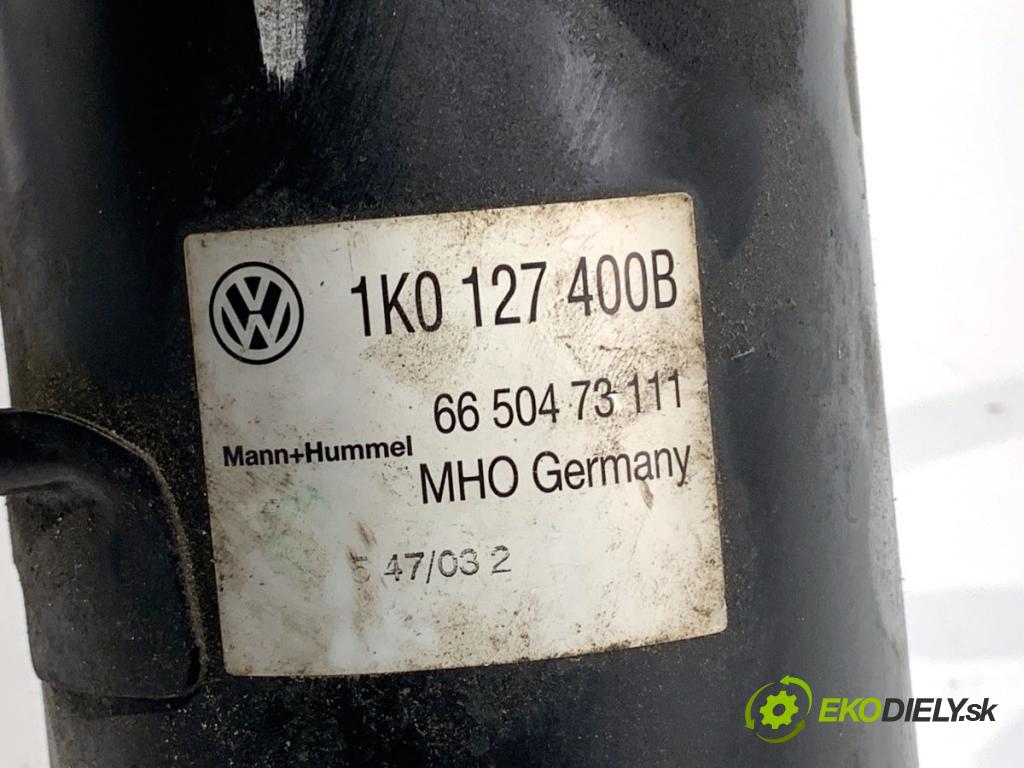 1K0 127 400B
66 504 73 111
Mann+Hummel
MHO Germany
47/03 2
EKODIELY.sk